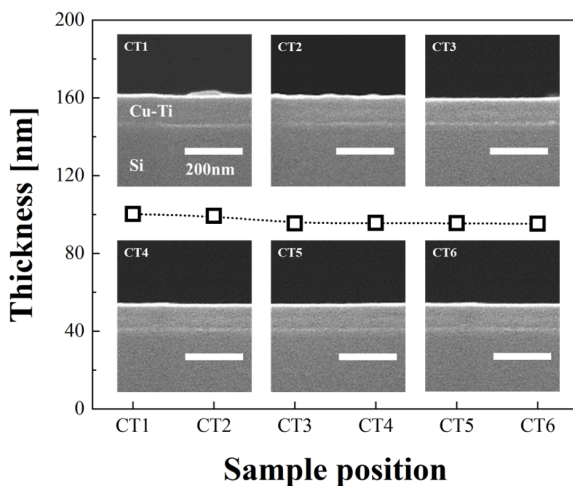 200
160
120
80
40
0
Thickness [nm]
CT1
Cu-Ti
Si
200nm
CT2
CT3
CT4
CT5
CT6
CT1 CT2 CT3 CT4 CT5 CT6
Sample position